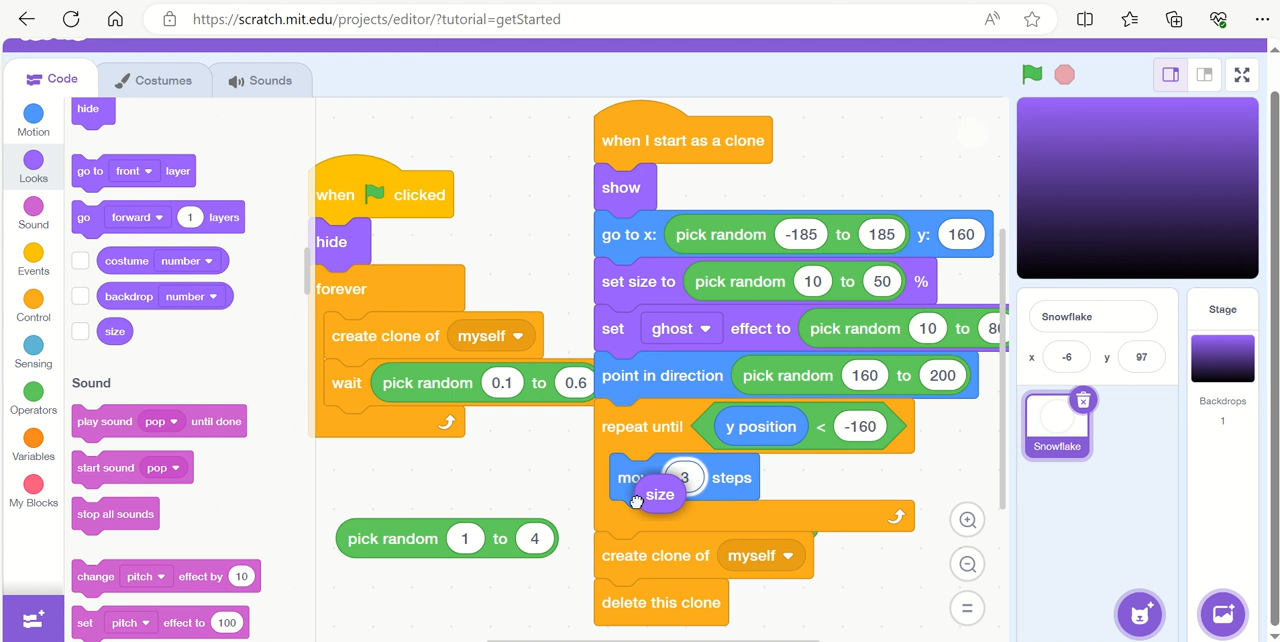 https://scratch.mit.edu/projects/editor/?tutorial=getStarted
Code
Costumes
Sounds
Motion
Looks
Sound
Events
Control
Sensing
Operators
Variables
My Blocks
hide
go to front layer
go forward 1 layers
costume number
backdrop number
size
Sound
play sound pop until done
start sound pop
stop all sounds
change pitch effect by 10
set pitch effect to 100
when clicked
hide
forever
create clone of myself
wait pick random 0.1 to 0.6
pick random 1 to 4
when I start as a clone
show
go to x: pick random -185 to 185 y: 160
set size to pick random 10 to 50 %
set ghost effect to pick random 10 to
point in direction pick random 160 to 200
repeat until y position < -160
3 steps
size
create clone of myself
delete this clone
Snowflake
x -6 y 97
Snowflake
Stage
Backdrops
1